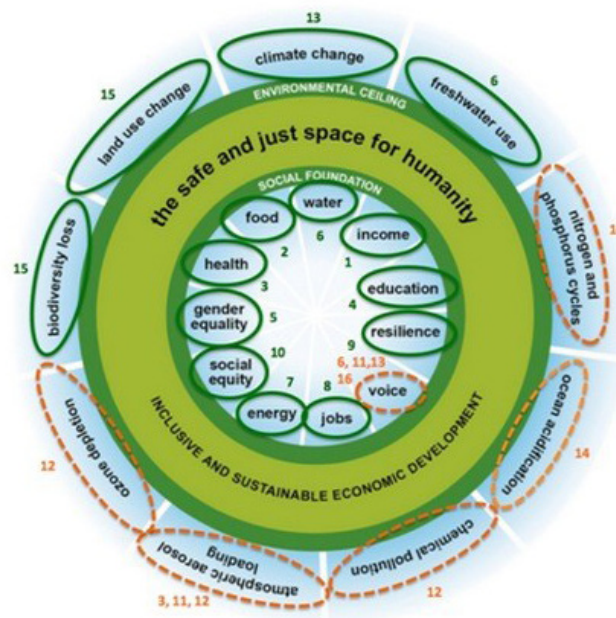 13
climate change
6
freshwater use
nitrogen and
phosphorus cycles
14
ocean acidification
12
chemical pollution
3, 11, 12
atmospheric aerosol
loading
12
ozone depletion
15
biodiversity loss
15
land use change
ENVIRONMENTAL CEILING
the safe and just space for humanity
SOCIAL FOUNDATION
water
6
income
1
education
4
resilience
9
6, 11,13
16
voice
jobs
8
energy
7
social
equity
10
gender
equality
5
health
3
food
2
INCLUSIVE AND SUSTAINABLE ECONOMIC DEVELOPMENT